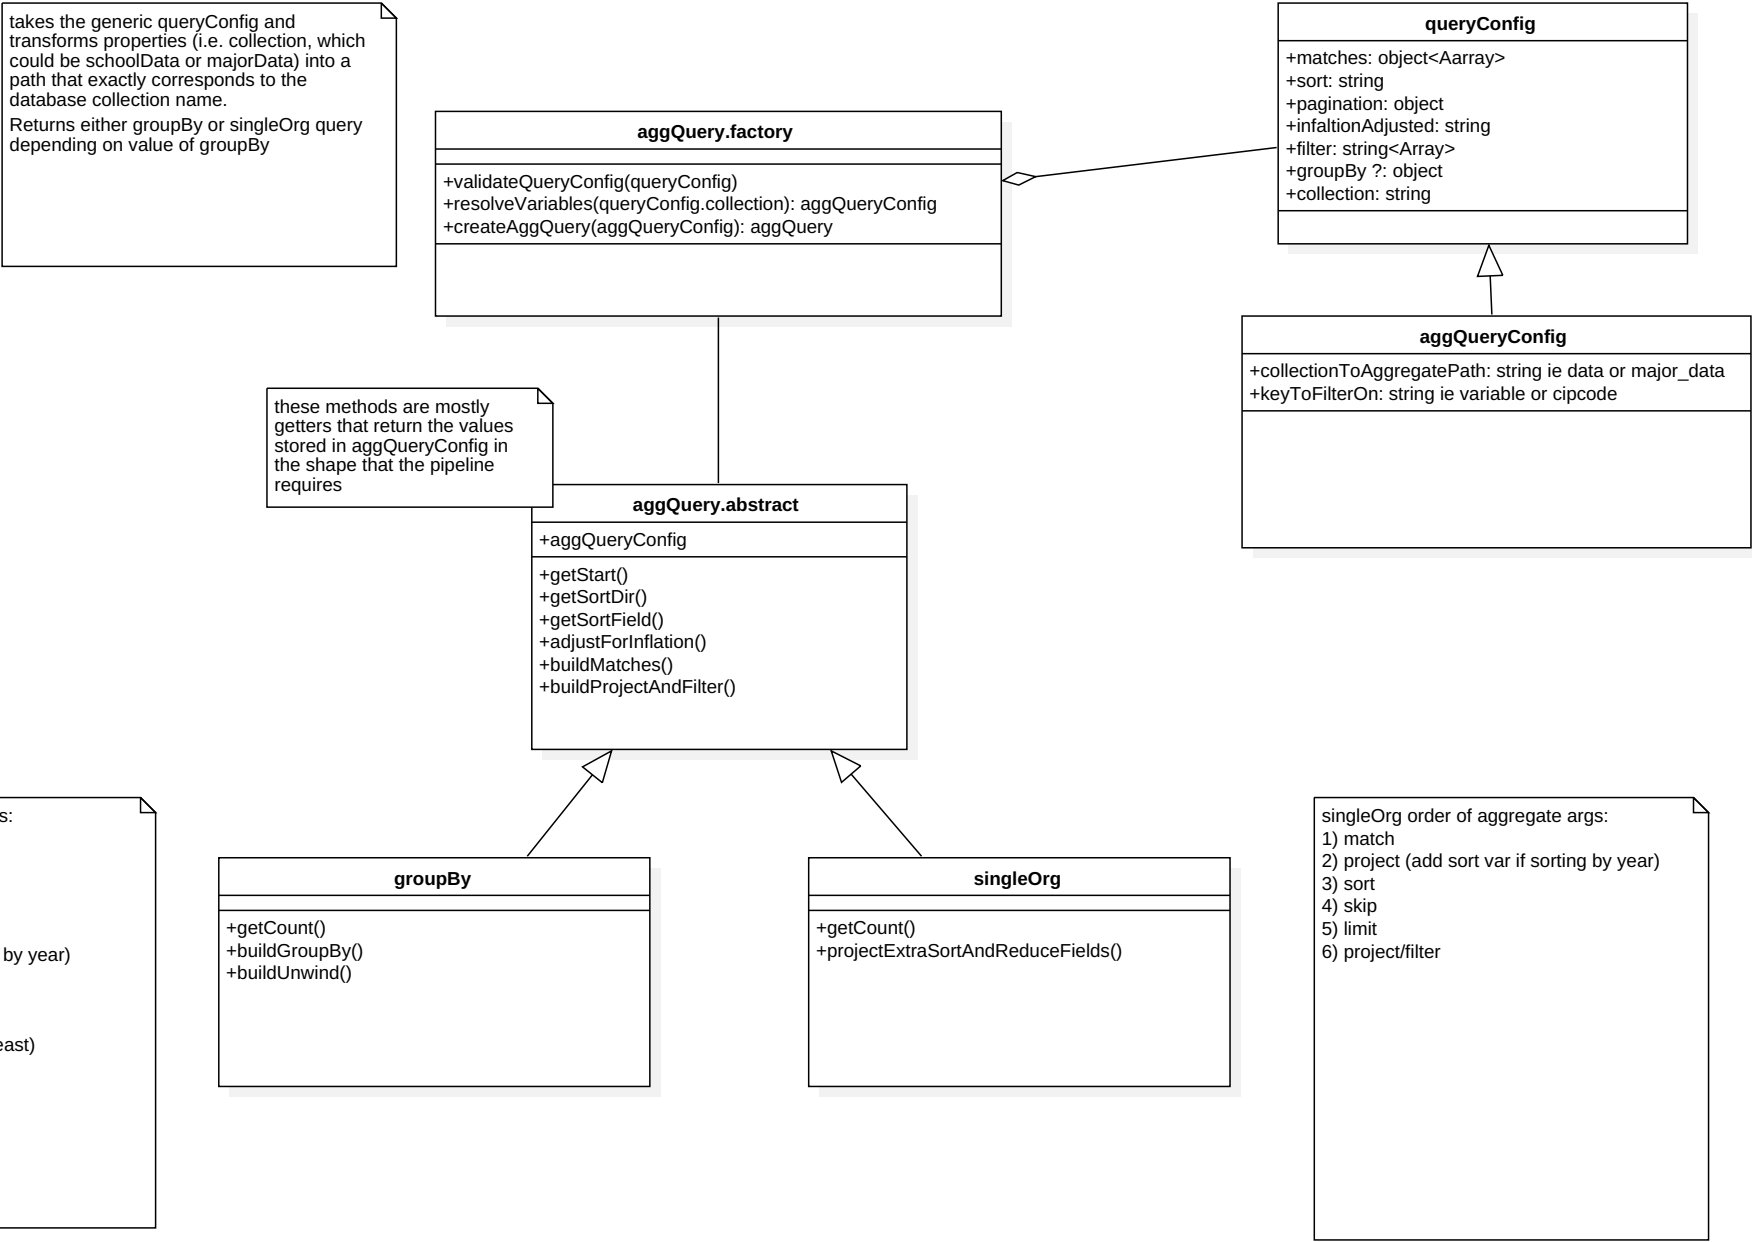 takes the generic queryConfig and
transforms properties (i.e. collection, which
could be schoolData or majorData) into a
path that exactly corresponds to the
database collection name.
Returns either groupBy or singleOrg query
depending on value of groupBy
aggQuery.factory
+validateQueryConfig(queryConfig)
+resolveVariables(queryConfig.collection): aggQueryConfig
+createAggQuery(aggQueryConfig): aggQuery
queryConfig
+matches: object<Aarray>
+sort: string
+pagination: object
+infaltionAdjusted: string
+filter: string<Array>
+groupBy ?: object
+collection: string
aggQueryConfig
+collectionToAggregatePath: string ie data or major_data
+keyToFilterOn: string ie variable or cipcode
these methods are mostly
getters that return the values
stored in aggQueryConfig in
the shape that the pipeline
requires
aggQuery.abstract
+aggQueryConfig
+getStart()
+getSortDir()
+getSortField()
+adjustForInflation()
+buildMatches()
+buildProjectAndFilter()
s:
by year)
east)
groupBy
+getCount()
+buildGroupBy()
+buildUnwind()
singleOrg
+getCount()
+projectExtraSortAndReduceFields()
singleOrg order of aggregate args:
1) match
2) project (add sort var if sorting by year)
3) sort
4) skip
5) limit
6) project/filter